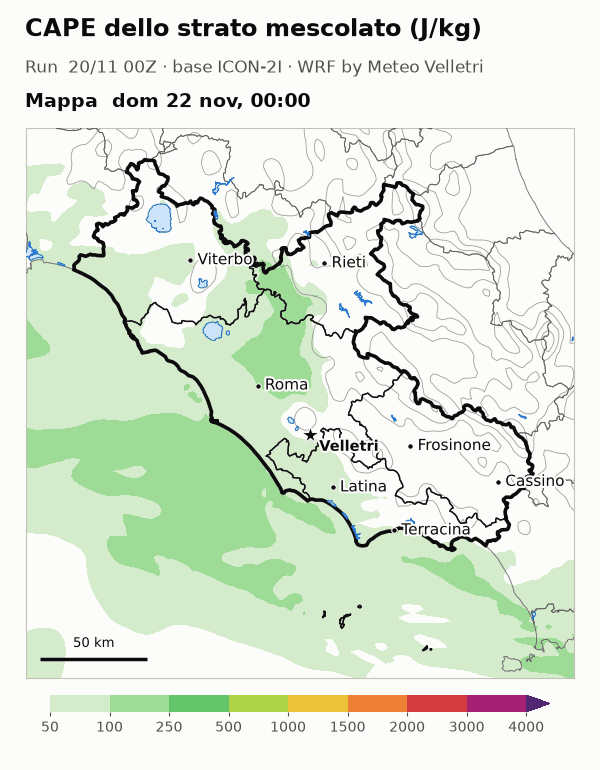 CAPE dello strato mescolato (J/kg)
Run  20/11 00Z · base ICON-2I · WRF by Meteo Velletri
Mappa  dom 22 nov, 00:00
Viterbo
Rieti
Roma
Velletri
Frosinone
Latina
Cassino
Terracina
50 km
50 100 250 500 1000 1500 2000 3000 4000